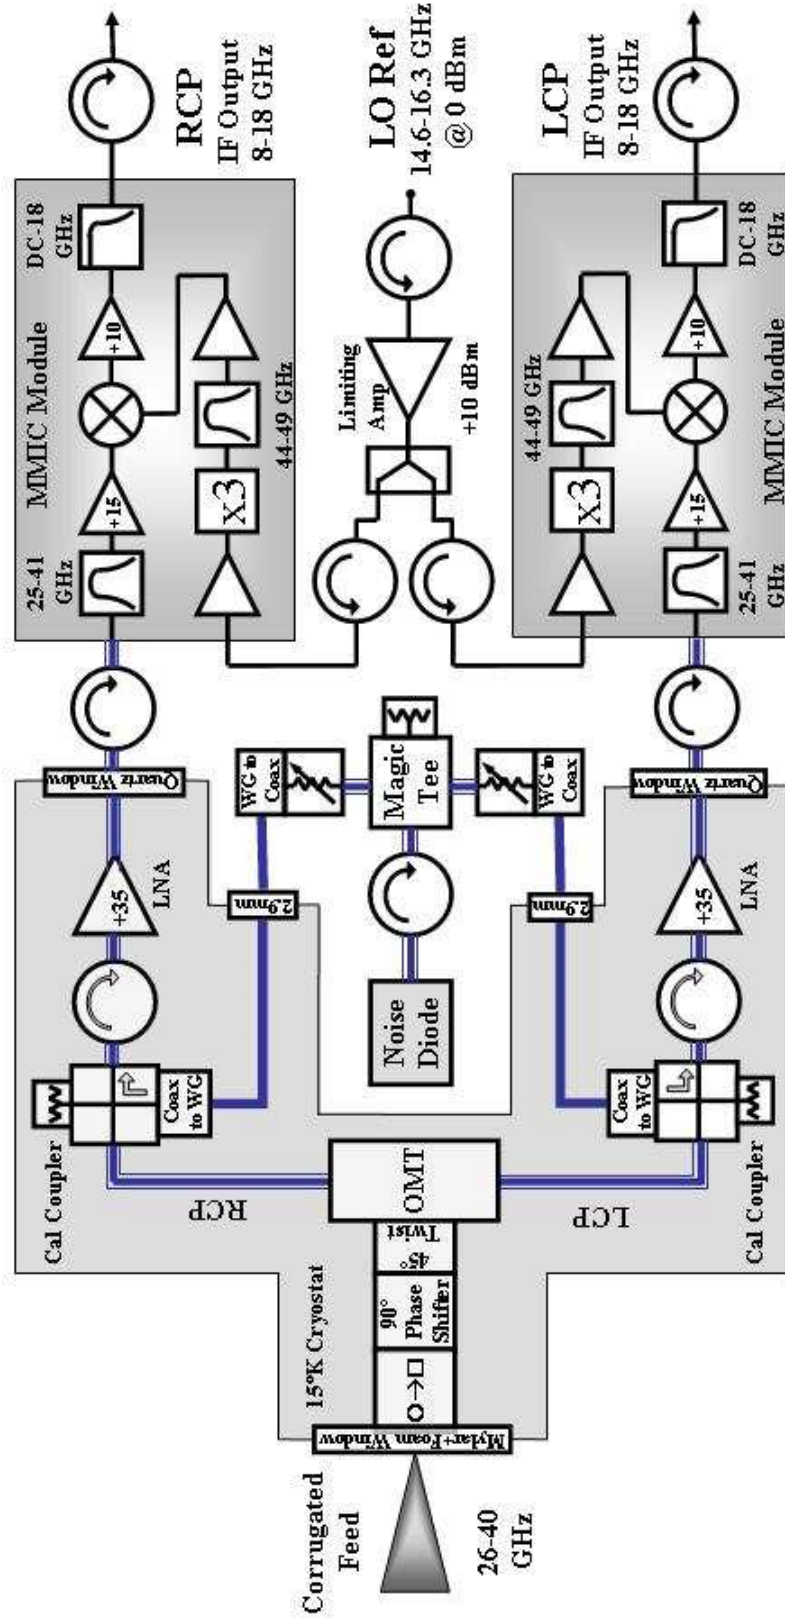 Corrugated
Feed
26-40
GHz
Mylar+Foam Window
15°K Cryostat
90°
Phase
Shifter
45°
Twist
OMT
RCP
LCP
Cal Coupler
Coax
to WG
+35
LNA
Quartz Window
2.9mm
WG to
Coax
Noise
Diode
Magic
Tee
2.9mm
WG to
Coax
Cal Coupler
Coax
to WG
+35
LNA
Quartz Window
MMIC Module
25-41
GHz
+15
+10
DC-18
GHz
X3
44-49 GHz
RCP
IF Output
8-18 GHz
Limiting
Amp
+10 dBm
LO Ref
14.6-16.3 GHz
@ 0 dBm
44-49 GHz
X3
+15
+10
25-41
GHz
MMIC Module
DC-18
GHz
LCP
IF Output
8-18 GHz